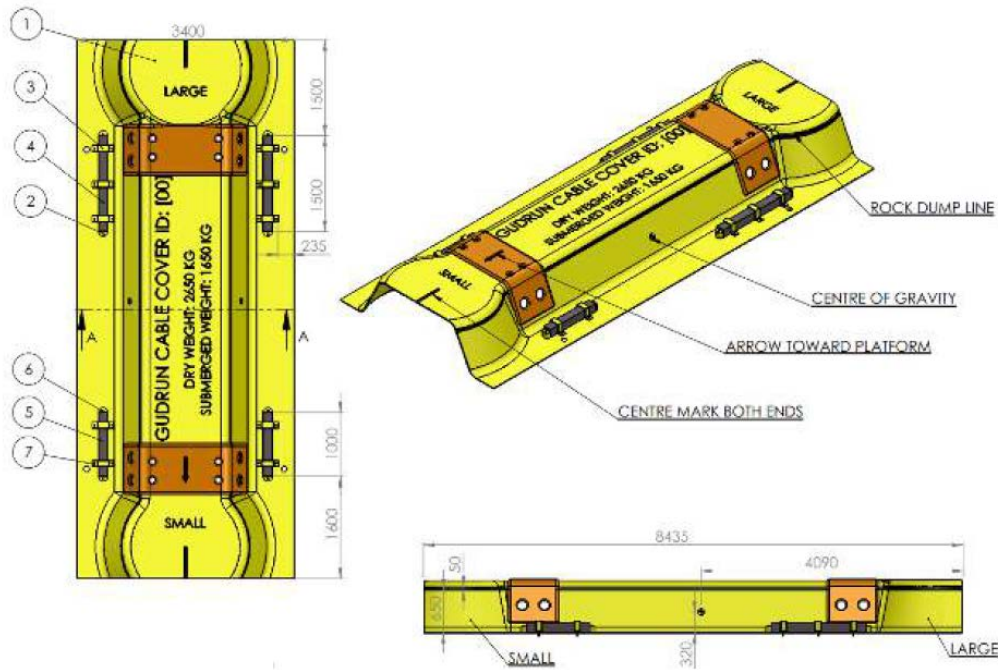 1
3400
LARGE
3
4
2
1500
1500
235
GUDRUN CABLE COVER ID: [00]
DRY WEIGHT: 2650 KG
SUBMERGED WEIGHT: 1650 KG
A
A
6
5
7
1000
1600
SMALL
LARGE
GUDRUN CABLE COVER ID: [00]
DRY WEIGHT: 2650 KG
SUBMERGED WEIGHT: 1650 KG
SMALL
ROCK DUMP LINE
CENTRE OF GRAVITY
ARROW TOWARD PLATFORM
CENTRE MARK BOTH ENDS
8435
4090
50
650
320
SMALL
LARGE